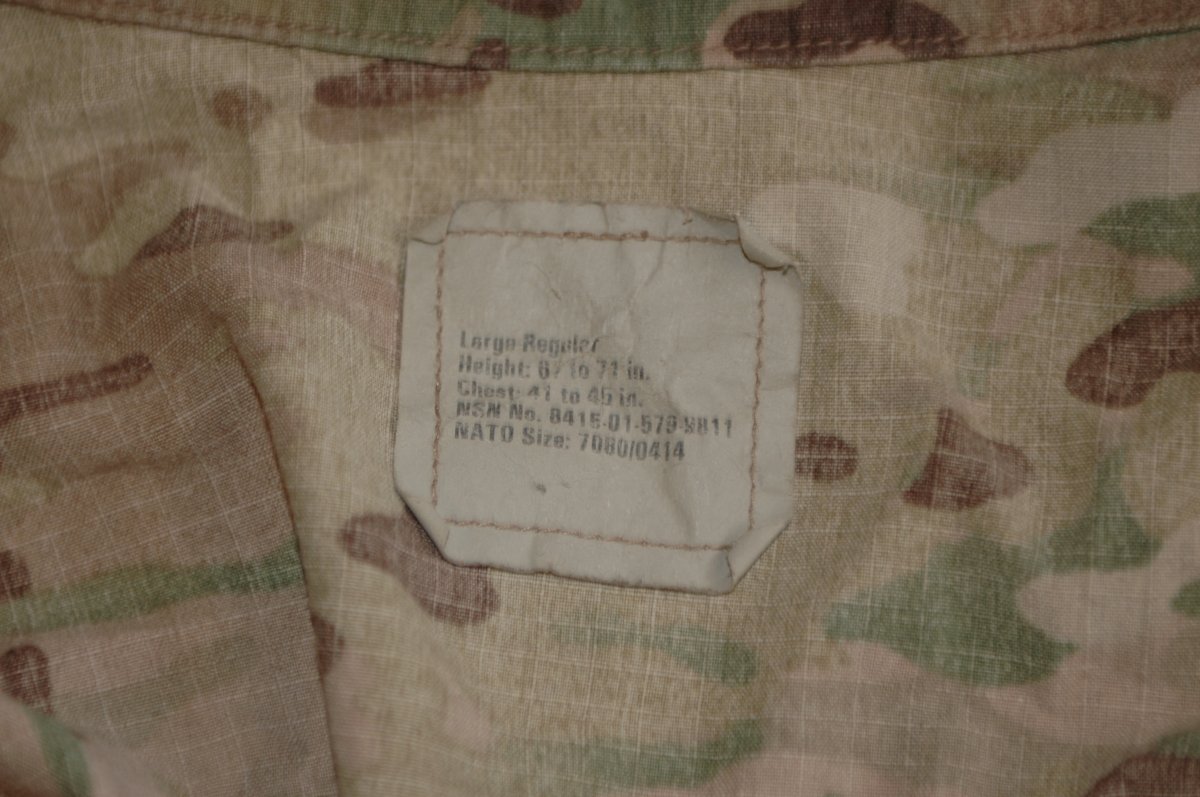 Large-Regular
Height: 67 to 71 in.
Chest: 41 to 45 in.
NSN No. 8415-01-579-9811
NATO Size: 7080/0414